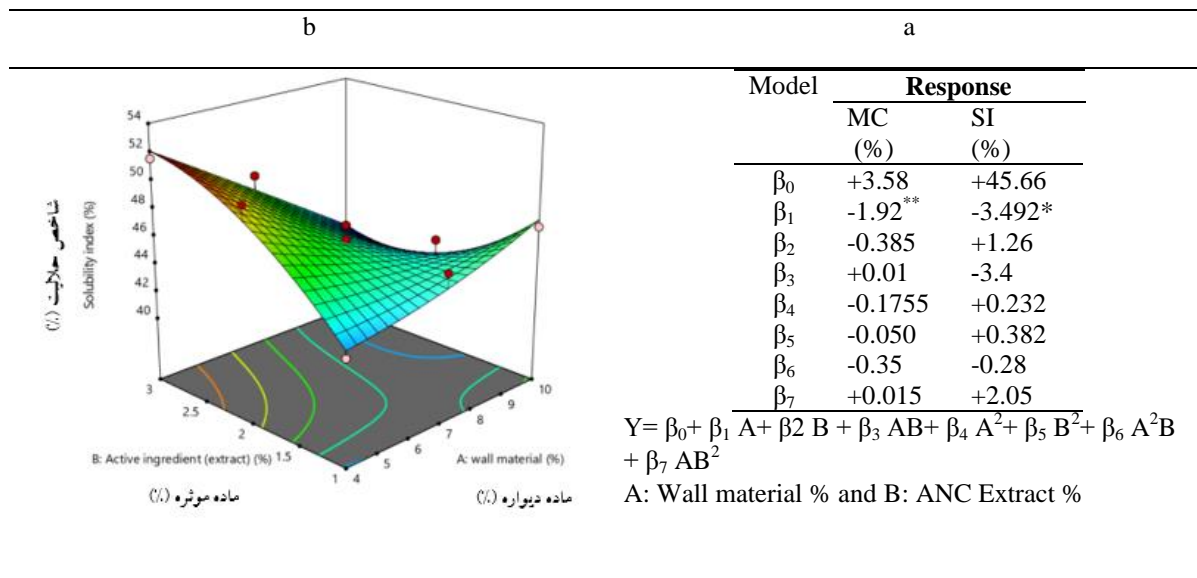 b a
Model Response
MC SI
(%) (%)
β0 +3.58 +45.66
β1 -1.92** -3.492*
β2 -0.385 +1.26
β3 +0.01 -3.4
β4 -0.1755 +0.232
β5 -0.050 +0.382
β6 -0.35 -0.28
β7 +0.015 +2.05
Y= β0+ β1 A+ β2 B + β3 AB+ β4 A²+ β5 B²+ β6 A²B
+ β7 AB²
A: Wall material % and B: ANC Extract %
شاخص حلالیت (٪)
Solubility index (%)
54
52
50
48
46
44
42
40
3
2.5
2
1.5
1
4
5
6
7
8
9
10
B: Active ingredient (extract) (%)
A: wall material (%)
ماده موثره (٪)
ماده دیواره (٪)